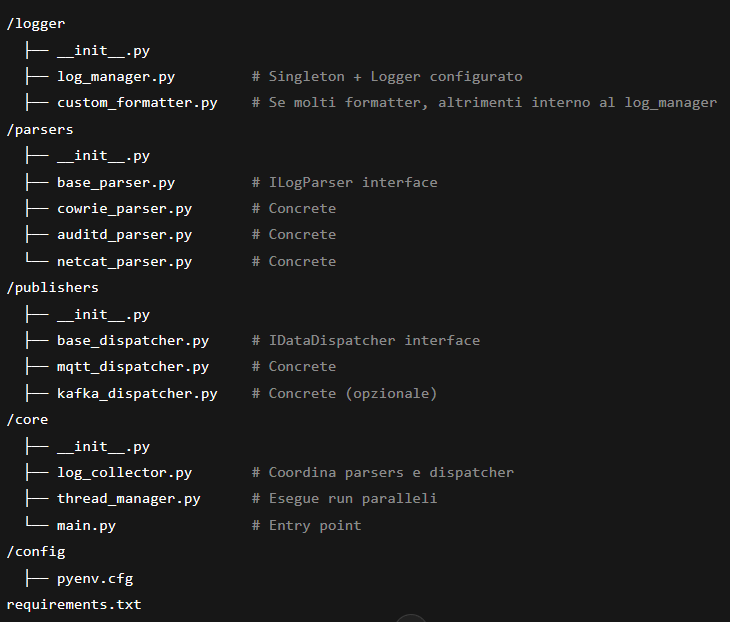 /logger
  ├── __init__.py
  ├── log_manager.py          # Singleton + Logger configurato
  ├── custom_formatter.py     # Se molti formatter, altrimenti interno al log_manager
/parsers
  ├── __init__.py
  ├── base_parser.py          # ILogParser interface
  ├── cowrie_parser.py        # Concrete
  ├── auditd_parser.py        # Concrete
  └── netcat_parser.py        # Concrete
/publishers
  ├── __init__.py
  ├── base_dispatcher.py      # IDataDispatcher interface
  ├── mqtt_dispatcher.py      # Concrete
  ├── kafka_dispatcher.py     # Concrete (opzionale)
/core
  ├── __init__.py
  ├── log_collector.py        # Coordina parsers e dispatcher
  ├── thread_manager.py       # Esegue run paralleli
  └── main.py                 # Entry point
/config
  ├── pyenv.cfg
requirements.txt